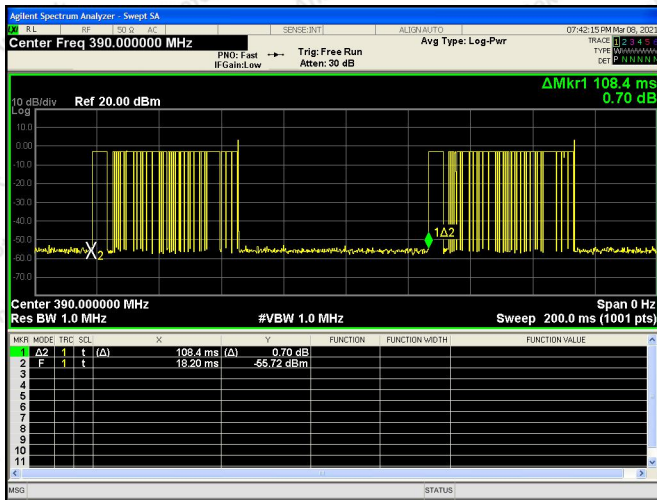 Agilent Spectrum Analyzer - Swept SA
RL RF 50 Ω AC SENSE:INT ALIGN AUTO 07:42:15 PM Mar 08, 2021
Center Freq 390.000000 MHz Avg Type: Log-Pwr TRACE 1 2 3 4 5 6
PNO: Fast Trig: Free Run TYPE
IFGain:Low Atten: 30 dB DET P N N N N N
ΔMkr1 108.4 ms
10 dB/div Ref 20.00 dBm 0.70 dB
Log
10.0
0.00
-10.0
-20.0
-30.0
-40.0
-50.0
-60.0
-70.0
1Δ2
2
Center 390.000000 MHz Span 0 Hz
Res BW 1.0 MHz #VBW 1.0 MHz Sweep 200.0 ms (1001 pts)
MKR MODE TRC SCL X Y FUNCTION FUNCTION WIDTH FUNCTION VALUE
1 Δ2 1 t (Δ) 108.4 ms (Δ) 0.70 dB
2 F 1 t 18.20 ms -55.72 dBm
3
4
5
6
7
8
9
10
11
MSG STATUS